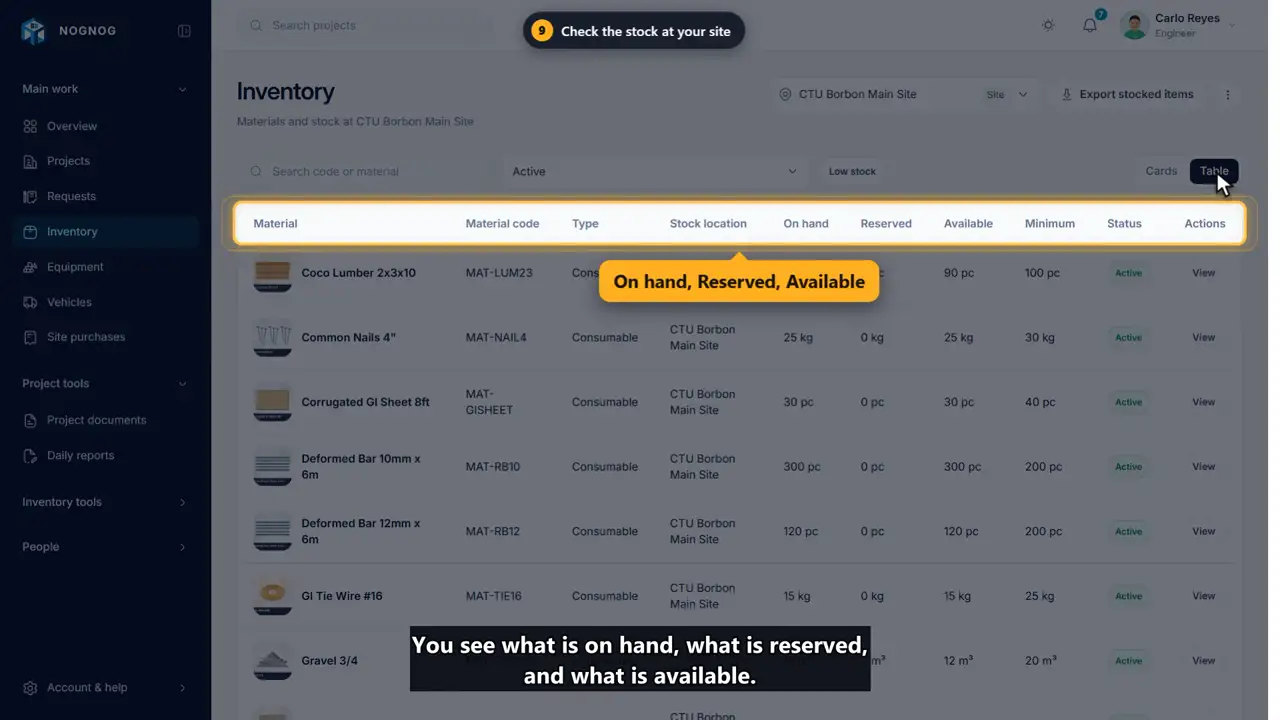 NOGNOG
Search projects
9 Check the stock at your site
7
Carlo Reyes
Engineer
Main work
Overview
Projects
Requests
Inventory
Equipment
Vehicles
Site purchases
Project tools
Project documents
Daily reports
Inventory tools
People
Account & help
Inventory
Materials and stock at CTU Borbon Main Site
CTU Borbon Main Site Site
Export stocked items
Search code or material
Active
Low stock
Cards
Table
Material Material code Type Stock location On hand Reserved Available Minimum Status Actions
On hand, Reserved, Available
Coco Lumber 2x3x10 MAT-LUM23 90 pc 100 pc Active View
Common Nails 4" MAT-NAIL4 Consumable CTU Borbon Main Site 25 kg 0 kg 25 kg 30 kg Active View
Corrugated GI Sheet 8ft MAT-GISHEET Consumable CTU Borbon Main Site 30 pc 0 pc 30 pc 40 pc Active View
Deformed Bar 10mm x 6m MAT-RB10 Consumable CTU Borbon Main Site 300 pc 0 pc 300 pc 200 pc Active View
Deformed Bar 12mm x 6m MAT-RB12 Consumable CTU Borbon Main Site 120 pc 0 pc 120 pc 200 pc Active View
GI Tie Wire #16 MAT-TIE16 Consumable CTU Borbon Main Site 15 kg 0 kg 15 kg 25 kg Active View
Gravel 3/4 m³ 12 m³ 20 m³ Active View
CTU Borbon
You see what is on hand, what is reserved,
and what is available.